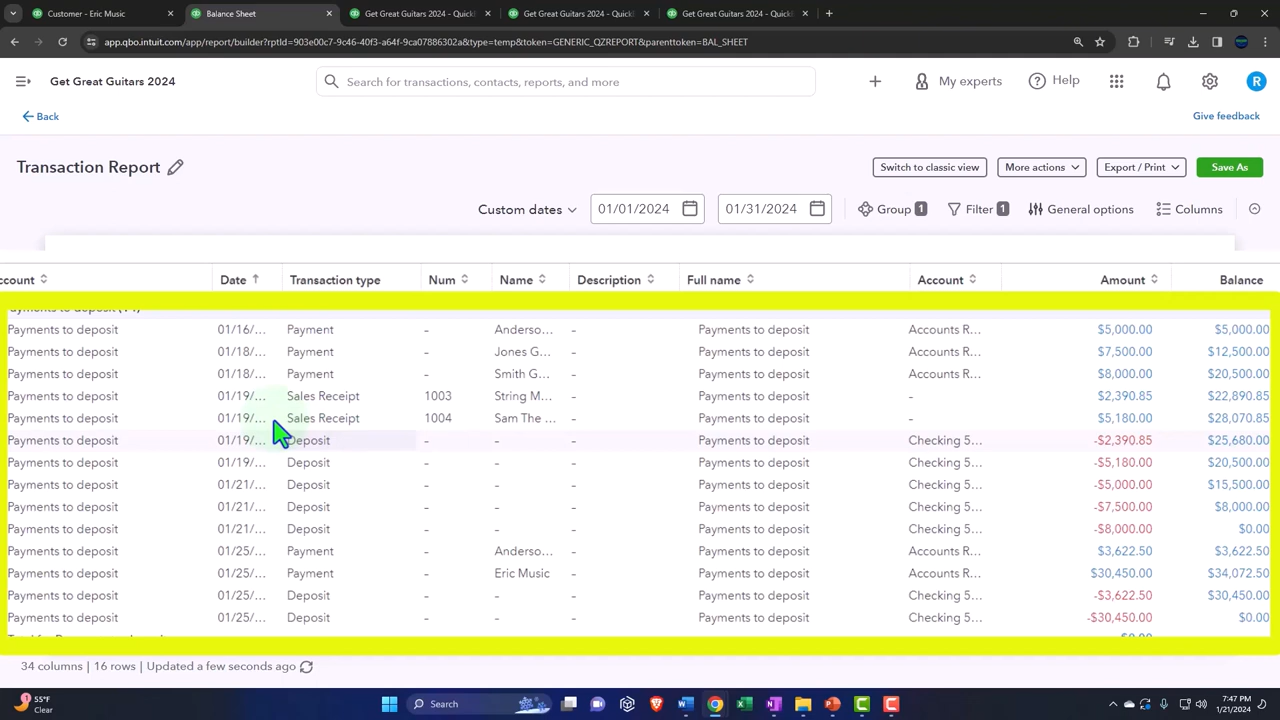 Customer - Eric Music
Balance Sheet
Get Great Guitars 2024 - QuickB
Get Great Guitars 2024 - QuickB
Get Great Guitars 2024 - QuickB
app.qbo.intuit.com/app/report/builder?rptId=903e00c7-9c46-40f3-a64f-9ca07886302a&type=temp&token=GENERIC_QZREPORT&parenttoken=BAL_SHEET
Get Great Guitars 2024
Search for transactions, contacts, reports, and more
My experts
Help
R
Back
Give feedback
Transaction Report
Switch to classic view
More actions
Export / Print
Save As
Custom dates
01/01/2024
01/31/2024
Group 1
Filter 1
General options
Columns
ccount Date Transaction type Num Name Description Full name Account Amount Balance
Payments to deposit 01/16/... Payment - Anderso... - Payments to deposit Accounts R... $5,000.00 $5,000.00
Payments to deposit 01/18/... Payment - Jones G... - Payments to deposit Accounts R... $7,500.00 $12,500.00
Payments to deposit 01/18/... Payment - Smith G... - Payments to deposit Accounts R... $8,000.00 $20,500.00
Payments to deposit 01/19/... Sales Receipt 1003 String M... - Payments to deposit - $2,390.85 $22,890.85
Payments to deposit 01/19/... Sales Receipt 1004 Sam The ... - Payments to deposit - $5,180.00 $28,070.85
Payments to deposit 01/19/... Deposit - - - Payments to deposit Checking 5... -$2,390.85 $25,680.00
Payments to deposit 01/19/... Deposit - - - Payments to deposit Checking 5... -$5,180.00 $20,500.00
Payments to deposit 01/21/... Deposit - - - Payments to deposit Checking 5... -$5,000.00 $15,500.00
Payments to deposit 01/21/... Deposit - - - Payments to deposit Checking 5... -$7,500.00 $8,000.00
Payments to deposit 01/21/... Deposit - - - Payments to deposit Checking 5... -$8,000.00 $0.00
Payments to deposit 01/25/... Payment - Anderso... - Payments to deposit Accounts R... $3,622.50 $3,622.50
Payments to deposit 01/25/... Payment - Eric Music - Payments to deposit Accounts R... $30,450.00 $34,072.50
Payments to deposit 01/25/... Deposit - - - Payments to deposit Checking 5... -$3,622.50 $30,450.00
Payments to deposit 01/25/... Deposit - - - Payments to deposit Checking 5... -$30,450.00 $0.00
34 columns | 16 rows | Updated a few seconds ago
55°F
Clear
Search
7:47 PM
1/21/2024